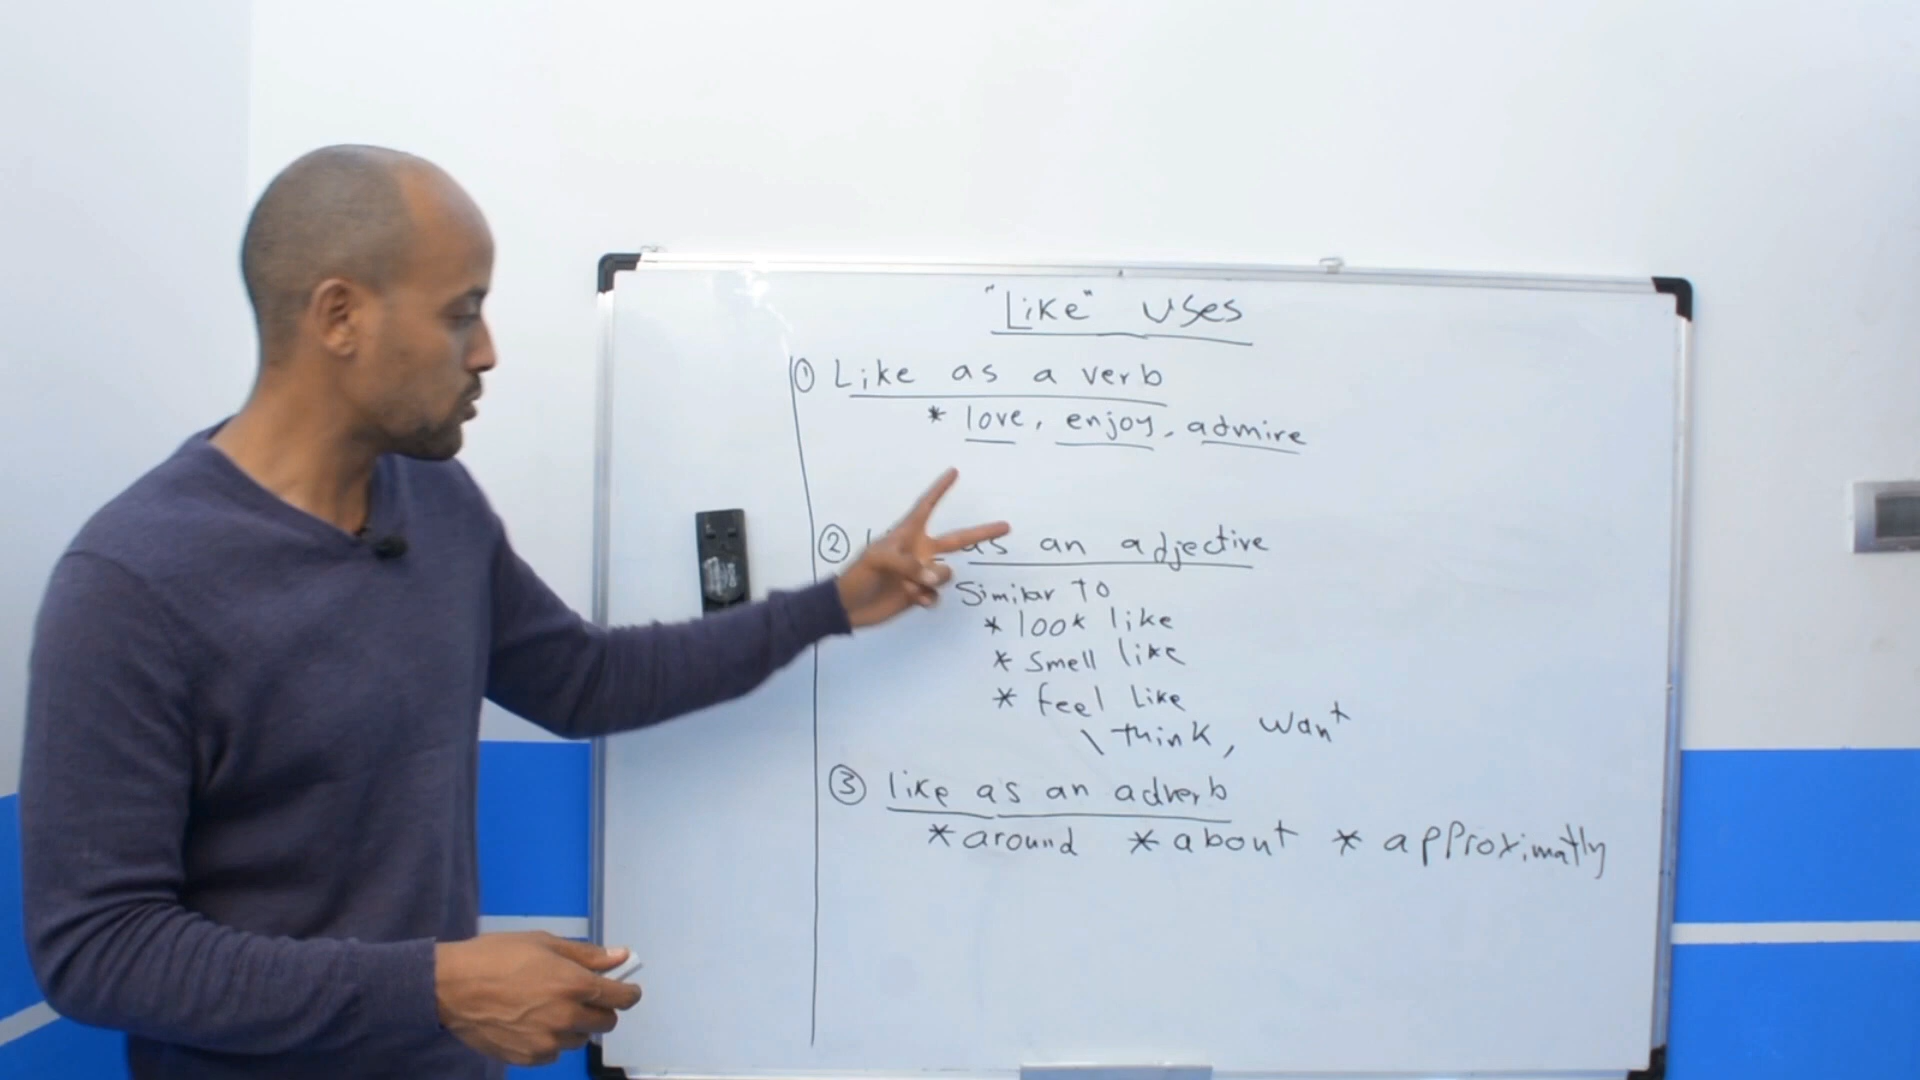 "Like" uses
① Like as a verb
* love, enjoy, admire
② as an adjective
Similar To
* look like
* smell like
* feel like
\ think, want
③ like as an adverb
* around * about * approximatly